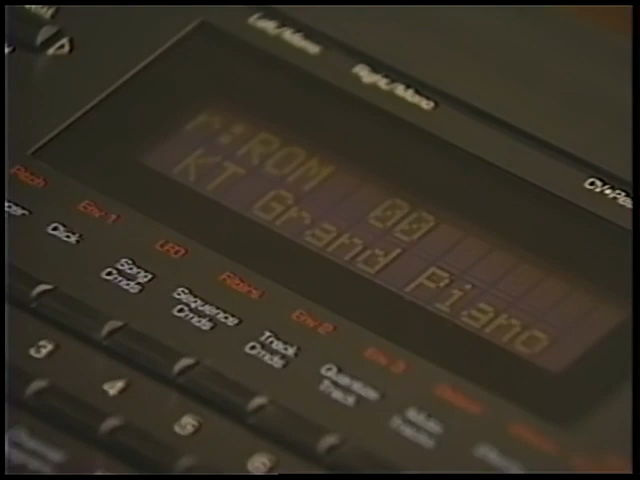 Left/Mono
Right/Mono
r:ROM 00
KT Grand Piano
Pitch
Env 1
LFO
Filter
Env 2
Env 3
Click
Song
Cmds
Sequence
Cmds
Track
Cmds
Quantize
Track
3
4
5
6